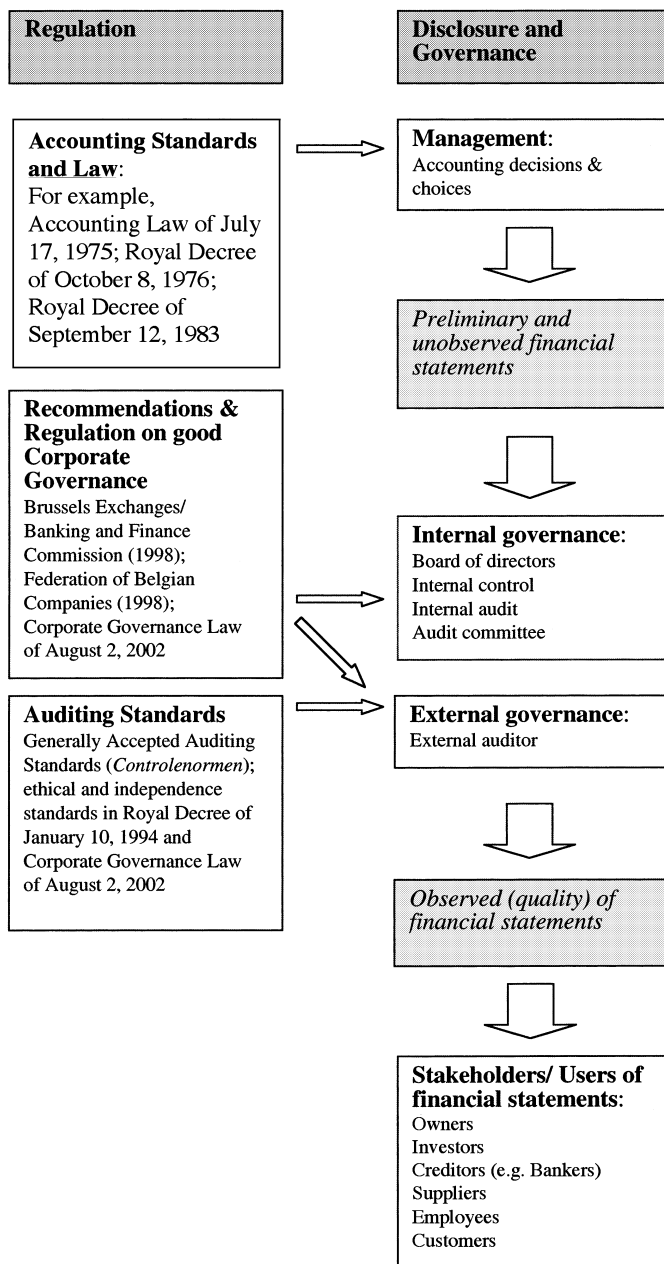 Regulation
Disclosure and
Governance
Accounting Standards
and Law:
For example,
Accounting Law of July
17, 1975; Royal Decree
of October 8, 1976;
Royal Decree of
September 12, 1983
Management:
Accounting decisions &
choices
Preliminary and
unobserved financial
statements
Recommendations &
Regulation on good
Corporate
Governance
Brussels Exchanges/
Banking and Finance
Commission (1998);
Federation of Belgian
Companies (1998);
Corporate Governance Law
of August 2, 2002
Internal governance:
Board of directors
Internal control
Internal audit
Audit committee
Auditing Standards
Generally Accepted Auditing
Standards (Controlenormen);
ethical and independence
standards in Royal Decree of
January 10, 1994 and
Corporate Governance Law
of August 2, 2002
External governance:
External auditor
Observed (quality) of
financial statements
Stakeholders/ Users of
financial statements:
Owners
Investors
Creditors (e.g. Bankers)
Suppliers
Employees
Customers